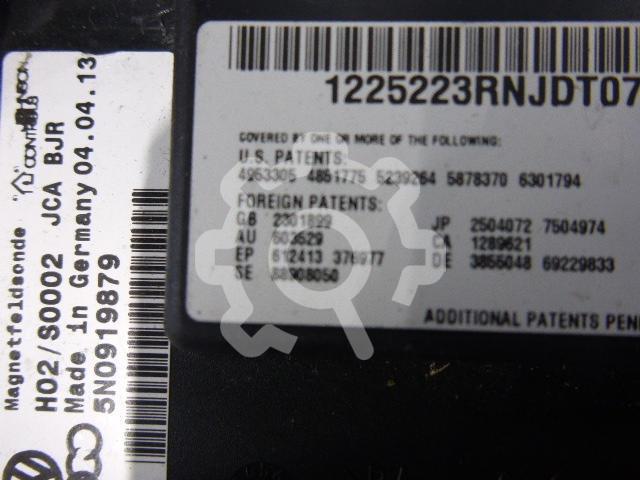 1225223RNJDT07
COVERED BY ONE OR MORE OF THE FOLLOWING:
U.S. PATENTS:
4953305 4851775 5239264 5878370 6301794
FOREIGN PATENTS:
GB 2301899 JP 2504072 7504974
AU 603529 CA 1289621
EP 612413 376977 DE 3855048 69229833
SE 88908050
ADDITIONAL PATENTS PEN
Magnetfeldsonde
H02/S0002 JCA BJR
Made in Germany 04.04.13
5N0919879